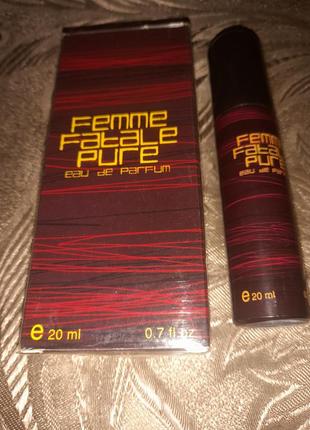 FEMME
FATALE
PURE
EAU DE PARFUM
e 20 ml 0.7 fl oz
FEMME
FATALE
PURE
EAU DE
e 20 ml